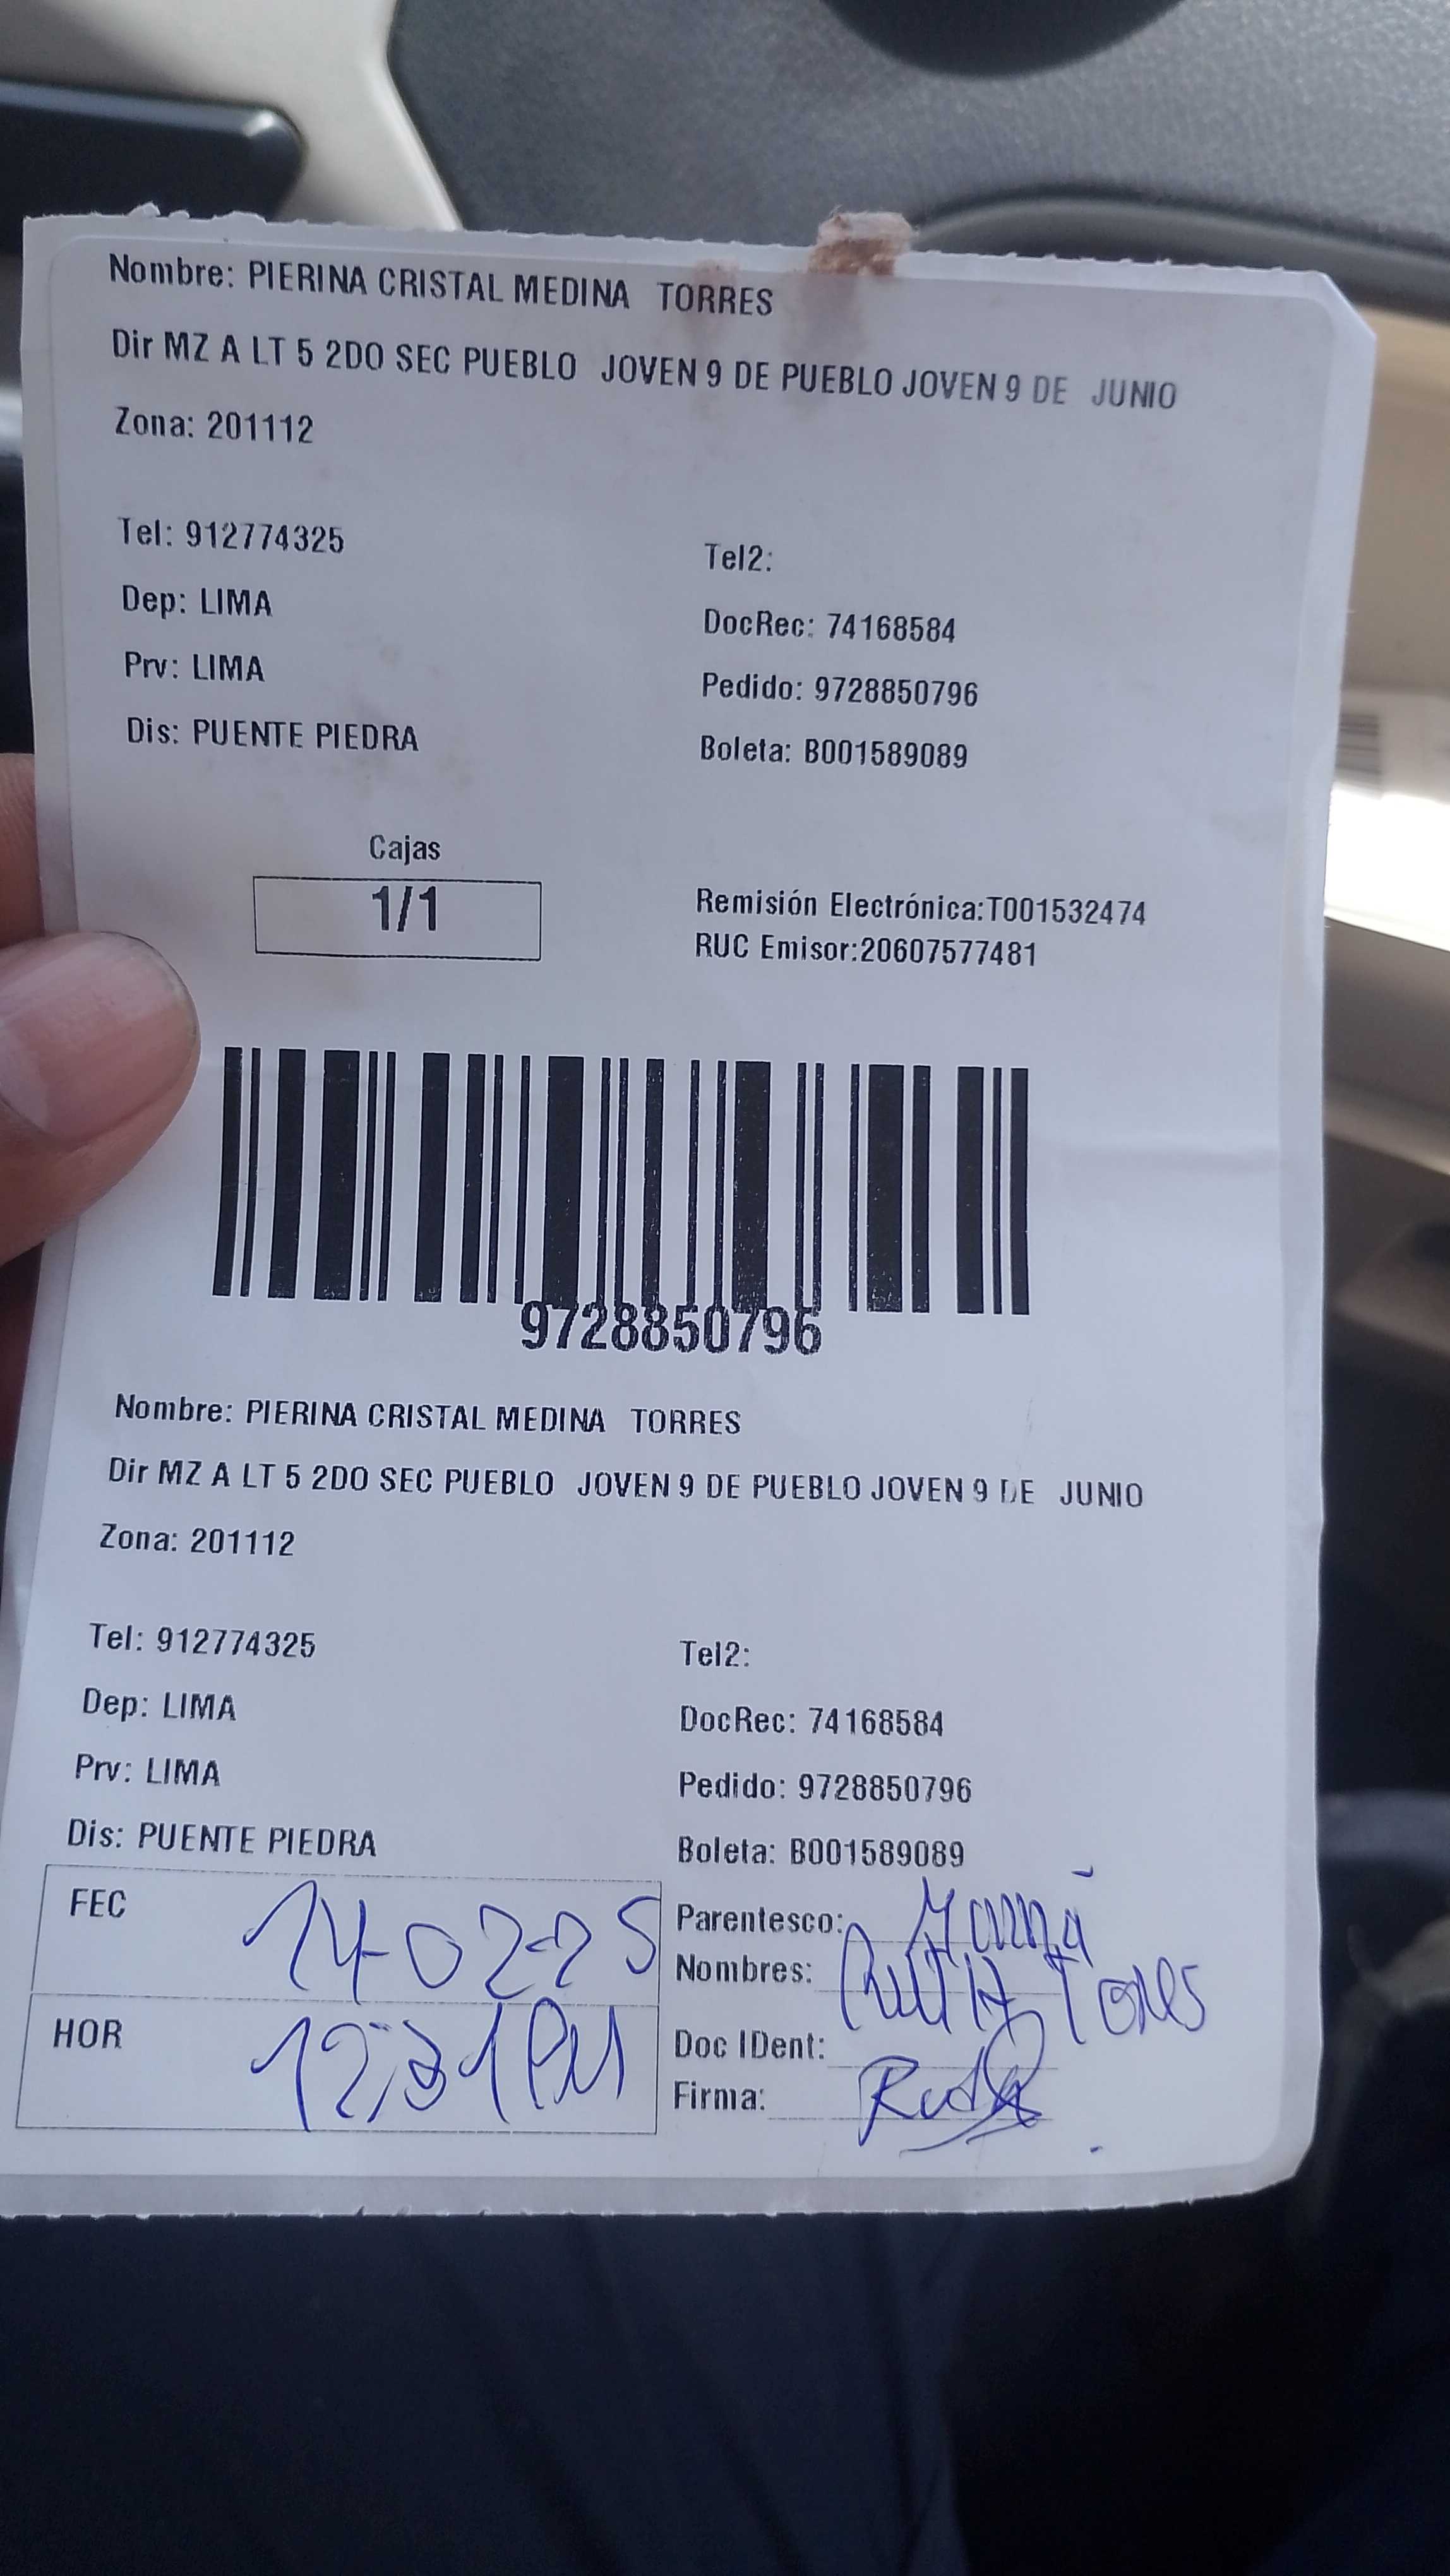 Nombre: PIERINA CRISTAL MEDINA TORRES
Dir MZ A LT 5 2DO SEC PUEBLO JOVEN 9 DE PUEBLO JOVEN 9 DE JUNIO
Zona: 201112
Tel: 912774325
Tel2:
Dep: LIMA
DocRec: 74168584
Prv: LIMA
Pedido: 9728850796
Dis: PUENTE PIEDRA
Boleta: B001589089
Cajas
1/1
Remisión Electrónica:T001532474
RUC Emisor:20607577481
9728850796
Nombre: PIERINA CRISTAL MEDINA TORRES
Dir MZ A LT 5 2DO SEC PUEBLO JOVEN 9 DE PUEBLO JOVEN 9 DE JUNIO
Zona: 201112
Tel: 912774325
Tel2:
Dep: LIMA
DocRec: 74168584
Prv: LIMA
Pedido: 9728850796
Dis: PUENTE PIEDRA
Boleta: B001589089
FEC 14-02-25
Parentesco: Mamá
Nombres: Ruth Torres
HOR
Doc IDent:
Firma: